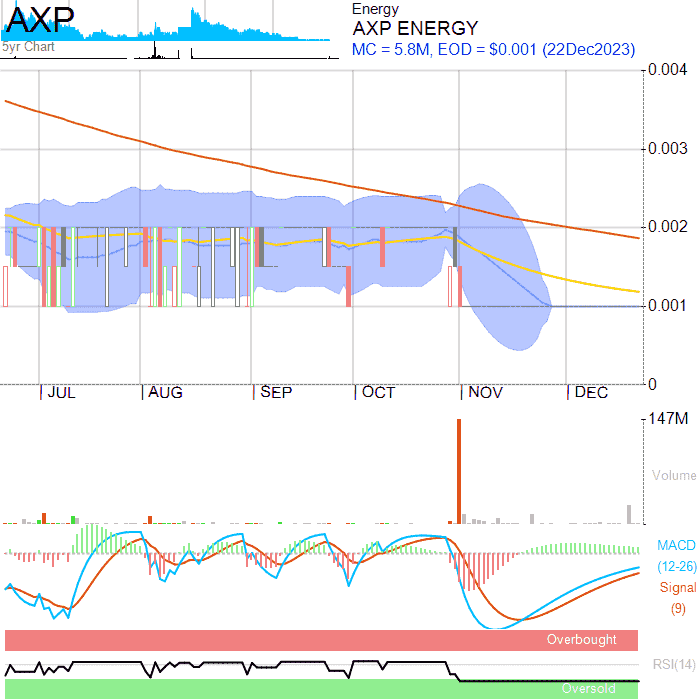 AXP
5yr Chart
Energy
AXP ENERGY
MC = 5.8M, EOD = $0.001 (22Dec2023)
0.004
0.003
0.002
0.001
0
JUL AUG SEP OCT NOV DEC
147M
Volume
MACD
(12-26)
Signal
(9)
Overbought
RSI(14)
Oversold